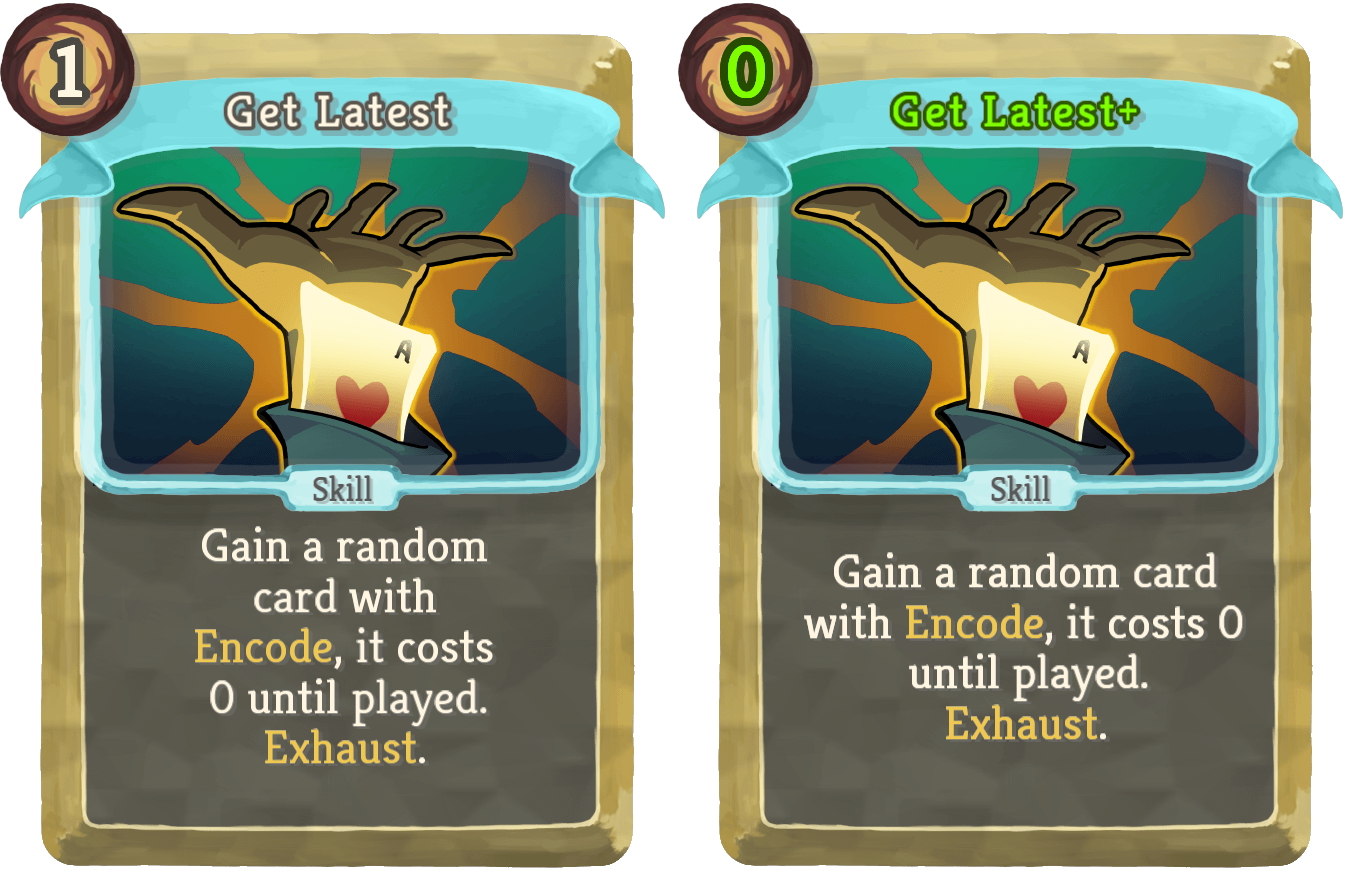 1
Get Latest
A
Skill
Gain a random
card with
Encode, it costs
0 until played.
Exhaust.
0
Get Latest+
A
Skill
Gain a random card
with Encode, it costs 0
until played.
Exhaust.